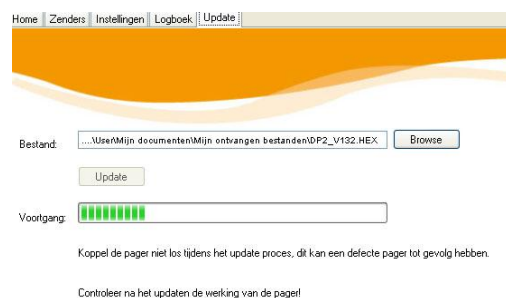 Home Zenders Instellingen Logboek Update
Bestand: ....\User\Mijn documenten\Mijn ontvangen bestanden\DP2_V132.HEX Browse
Update
Voortgang:
Koppel de pager niet los tijdens het update proces, dit kan een defecte pager tot gevolg hebben.
Controleer na het updaten de werking van de pager!